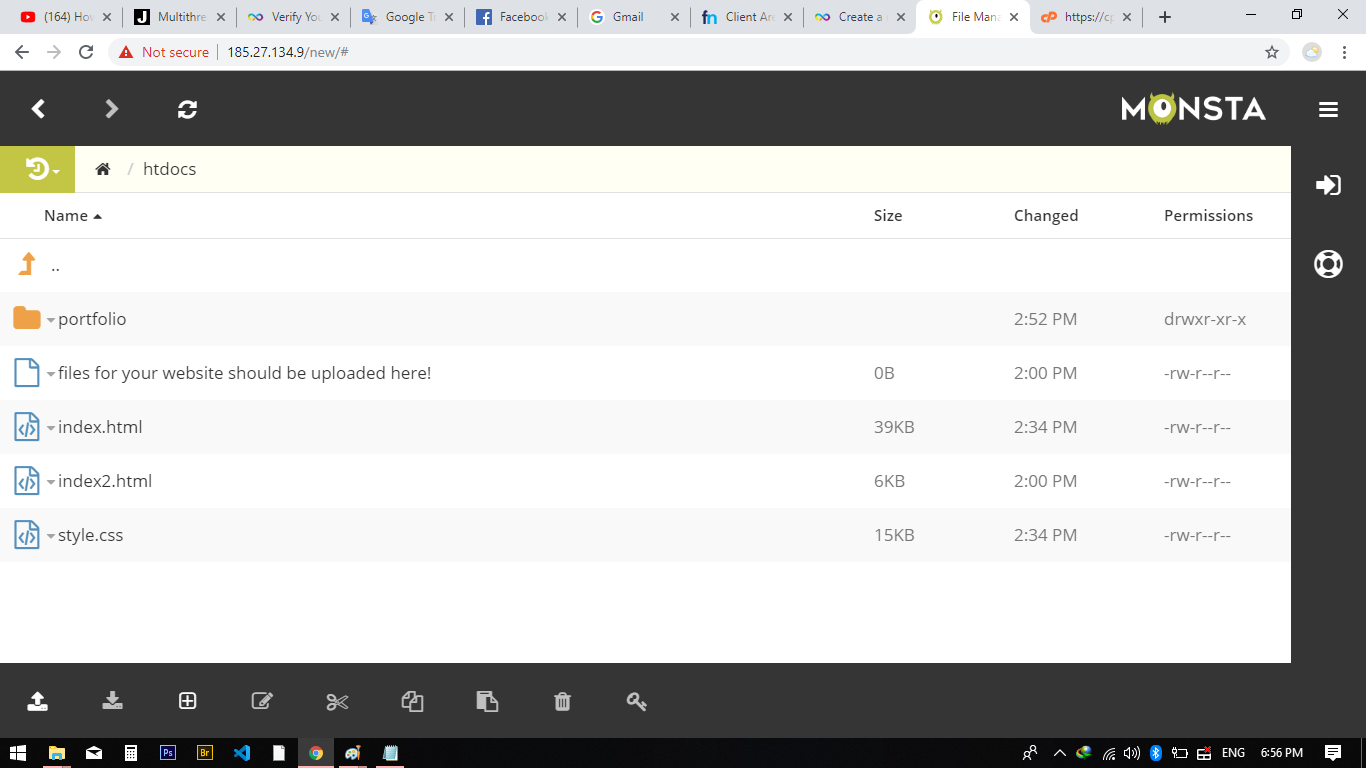 (164) Hov
Multithre
Verify You
Google Tr
Facebook
Gmail
Client Are
Create a
File Mana
https://cp
Not secure
185.27.134.9/new/#
MONSTA
/ htdocs
Name Size Changed Permissions
..
portfolio 2:52 PM drwxr-xr-x
files for your website should be uploaded here! 0B 2:00 PM -rw-r--r--
index.html 39KB 2:34 PM -rw-r--r--
index2.html 6KB 2:00 PM -rw-r--r--
style.css 15KB 2:34 PM -rw-r--r--
Ps
Br
ENG
6:56 PM